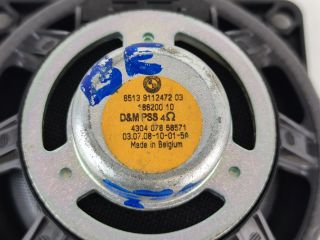 BE
6513 9112472 03
186200 10
D&M PSS 4Ω
4304 078 58571
03.07.08-10-01-5A
Made in Belgium